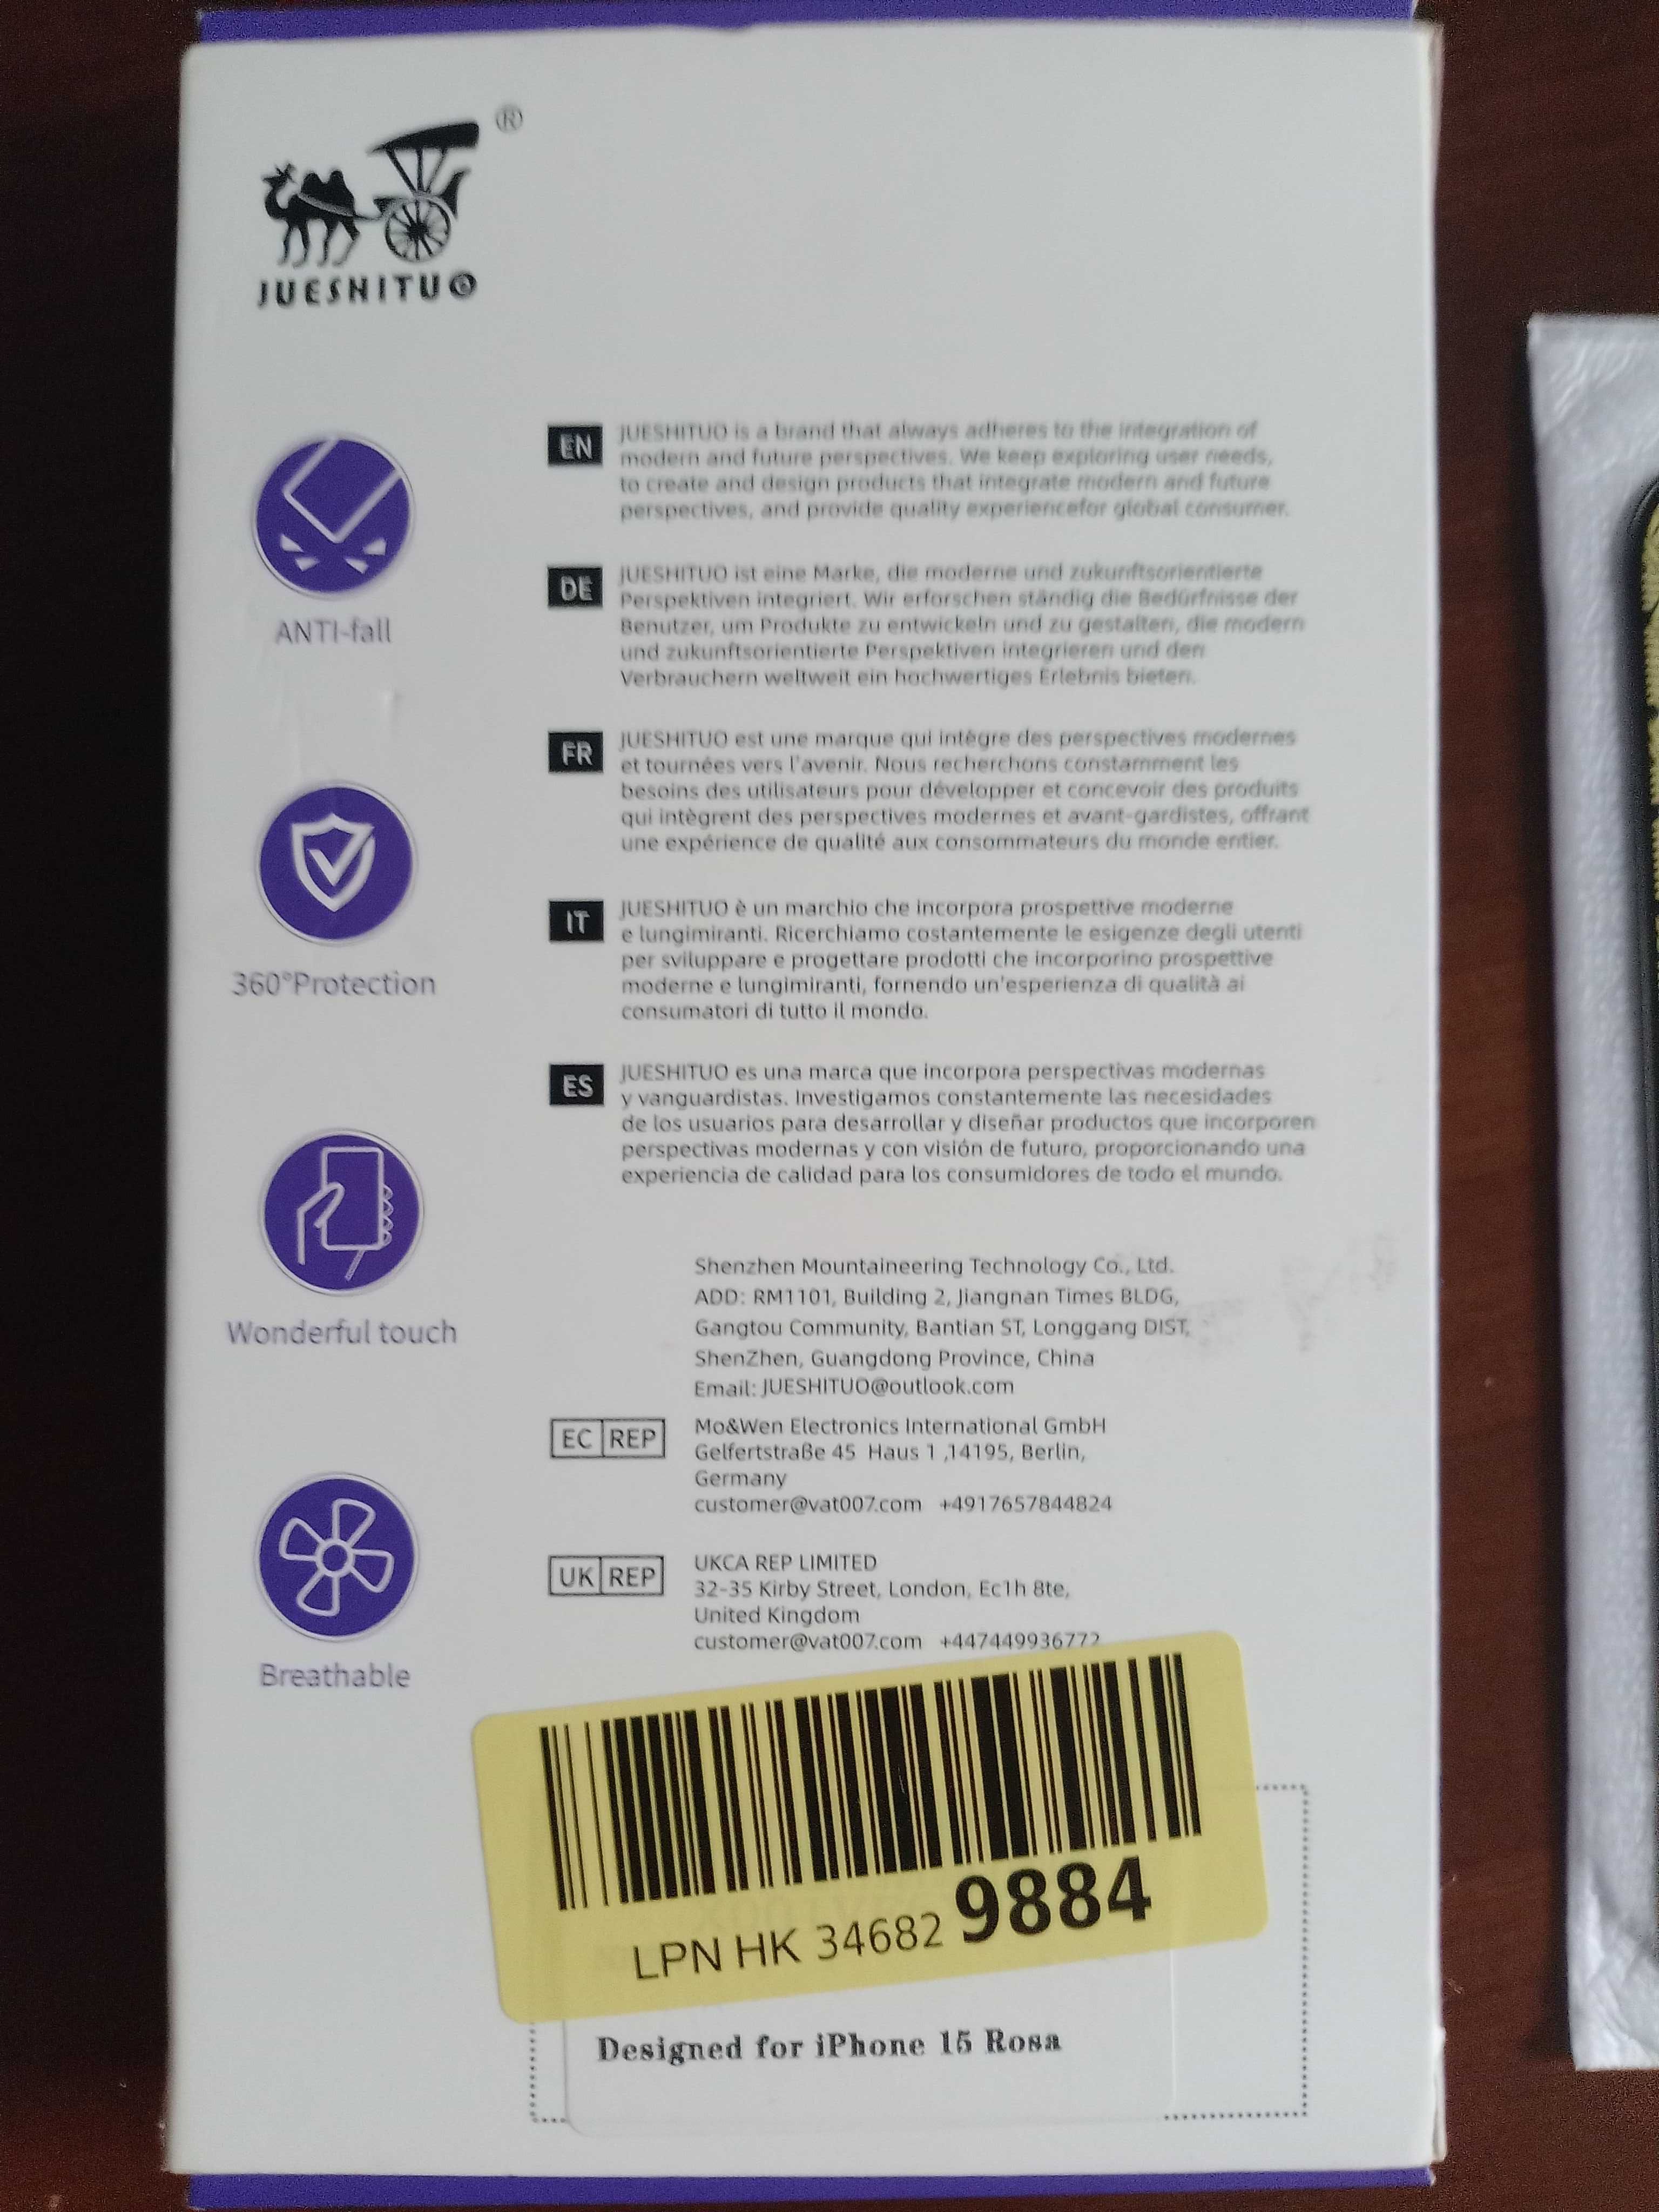 ®
JUESHITUO
ANTI-fall
360°Protection
Wonderful touch
Breathable
EN
JUESHITUO is a brand that always adheres to the integration of
modern and future perspectives. We keep exploring user needs,
to create and design products that integrate modern and future
perspectives, and provide quality experiencefor global consumer.
DE
JUESHITUO ist eine Marke, die moderne und zukunftsorientierte
Perspektiven integriert. Wir erforschen ständig die Bedürfnisse der
Benutzer, um Produkte zu entwickeln und zu gestalten, die modern
und zukunftsorientierte Perspektiven integrieren und den
Verbrauchern weltweit ein hochwertiges Erlebnis bieten.
FR
JUESHITUO est une marque qui intègre des perspectives modernes
et tournées vers l'avenir. Nous recherchons constamment les
besoins des utilisateurs pour développer et concevoir des produits
qui intègrent des perspectives modernes et avant-gardistes, offrant
une expérience de qualité aux consommateurs du monde entier.
IT
JUESHITUO è un marchio che incorpora prospettive moderne
e lungimiranti. Ricerchiamo costantemente le esigenze degli utenti
per sviluppare e progettare prodotti che incorporino prospettive
moderne e lungimiranti, fornendo un'esperienza di qualità ai
consumatori di tutto il mondo.
ES
JUESHITUO es una marca que incorpora perspectivas modernas
y vanguardistas. Investigamos constantemente las necesidades
de los usuarios para desarrollar y diseñar productos que incorporen
perspectivas modernas y con visión de futuro, proporcionando una
experiencia de calidad para los consumidores de todo el mundo.
Shenzhen Mountaineering Technology Co., Ltd.
ADD: RM1101, Building 2, Jiangnan Times BLDG,
Gangtou Community, Bantian ST, Longgang DIST,
ShenZhen, Guangdong Province, China
Email: JUESHITUO@outlook.com
EC REP
Mo&Wen Electronics International GmbH
Gelfertstraße 45 Haus 1 ,14195, Berlin,
Germany
customer@vat007.com +4917657844824
UK REP
UKCA REP LIMITED
32-35 Kirby Street, London, Ec1h 8te,
United Kingdom
customer@vat007.com +447449936772
LPN HK 34682 9884
Designed for iPhone 15 Rosa